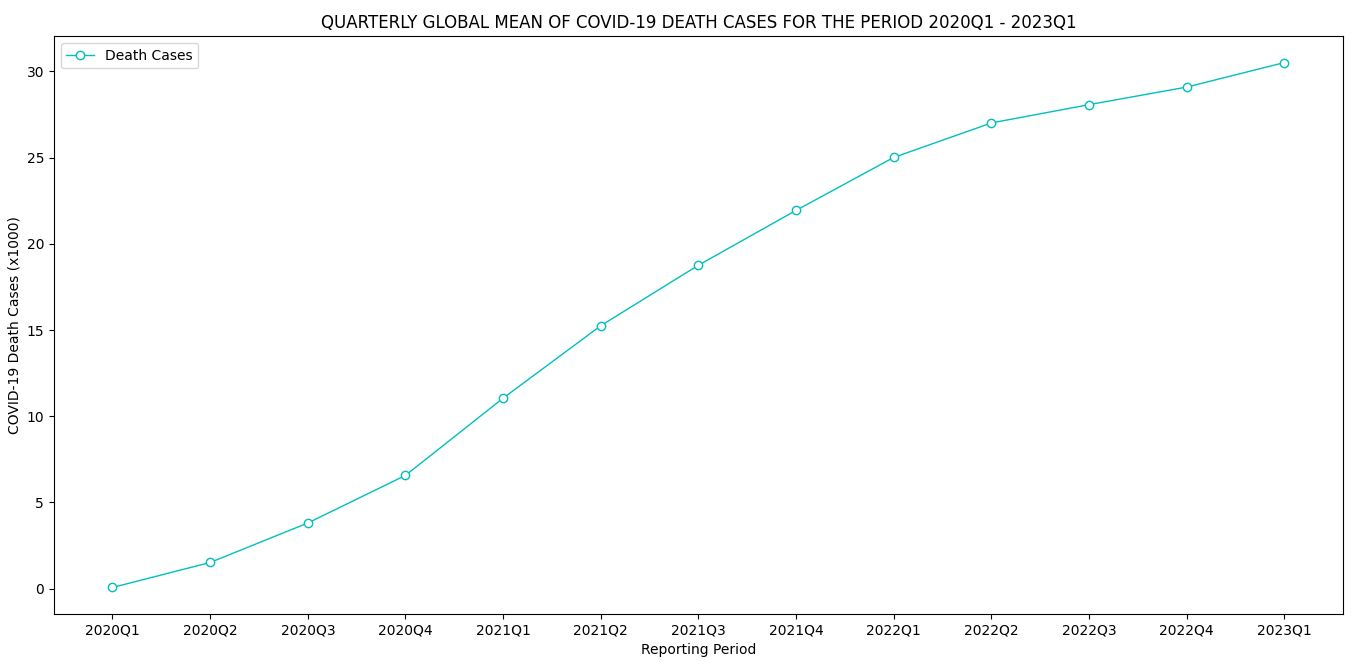 QUARTERLY GLOBAL MEAN OF COVID-19 DEATH CASES FOR THE PERIOD 2020Q1 - 2023Q1
Death Cases
COVID-19 Death Cases (x1000)
30
25
20
15
10
5
0
2020Q1 2020Q2 2020Q3 2020Q4 2021Q1 2021Q2 2021Q3 2021Q4 2022Q1 2022Q2 2022Q3 2022Q4 2023Q1
Reporting Period